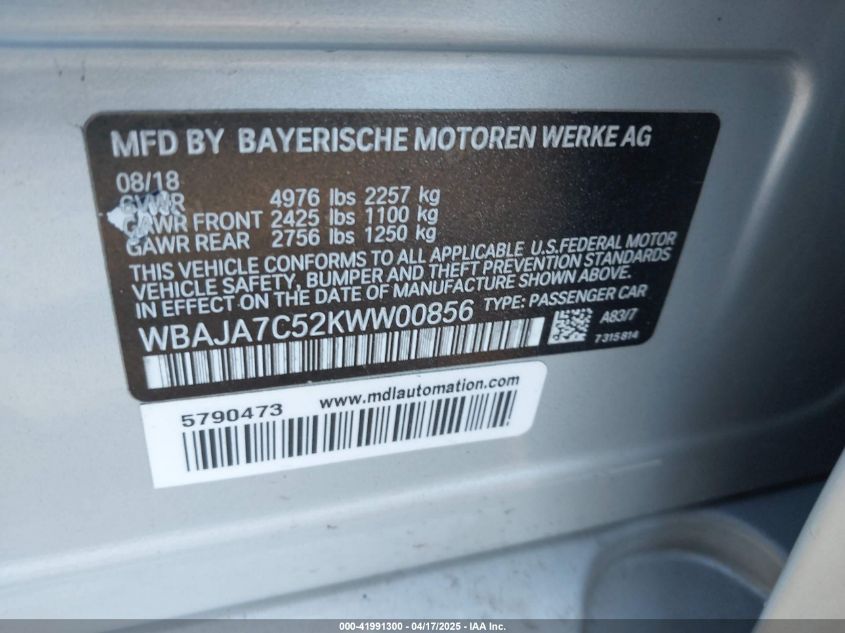 MFD BY BAYERISCHE MOTOREN WERKE AG
08/18
GVWR 4976 lbs 2257 kg
GAWR FRONT 2425 lbs 1100 kg
GAWR REAR 2756 lbs 1250 kg
THIS VEHICLE CONFORMS TO ALL APPLICABLE U.S.FEDERAL MOTOR
VEHICLE SAFETY, BUMPER AND THEFT PREVENTION STANDARDS
IN EFFECT ON THE DATE OF MANUFACTURE SHOWN ABOVE.
WBAJA7C52KWW00856 TYPE: PASSENGER CAR
A83/7
7315814
5790473 www.mdlautomation.com
000-41991300 - 04/17/2025 - IAA Inc.